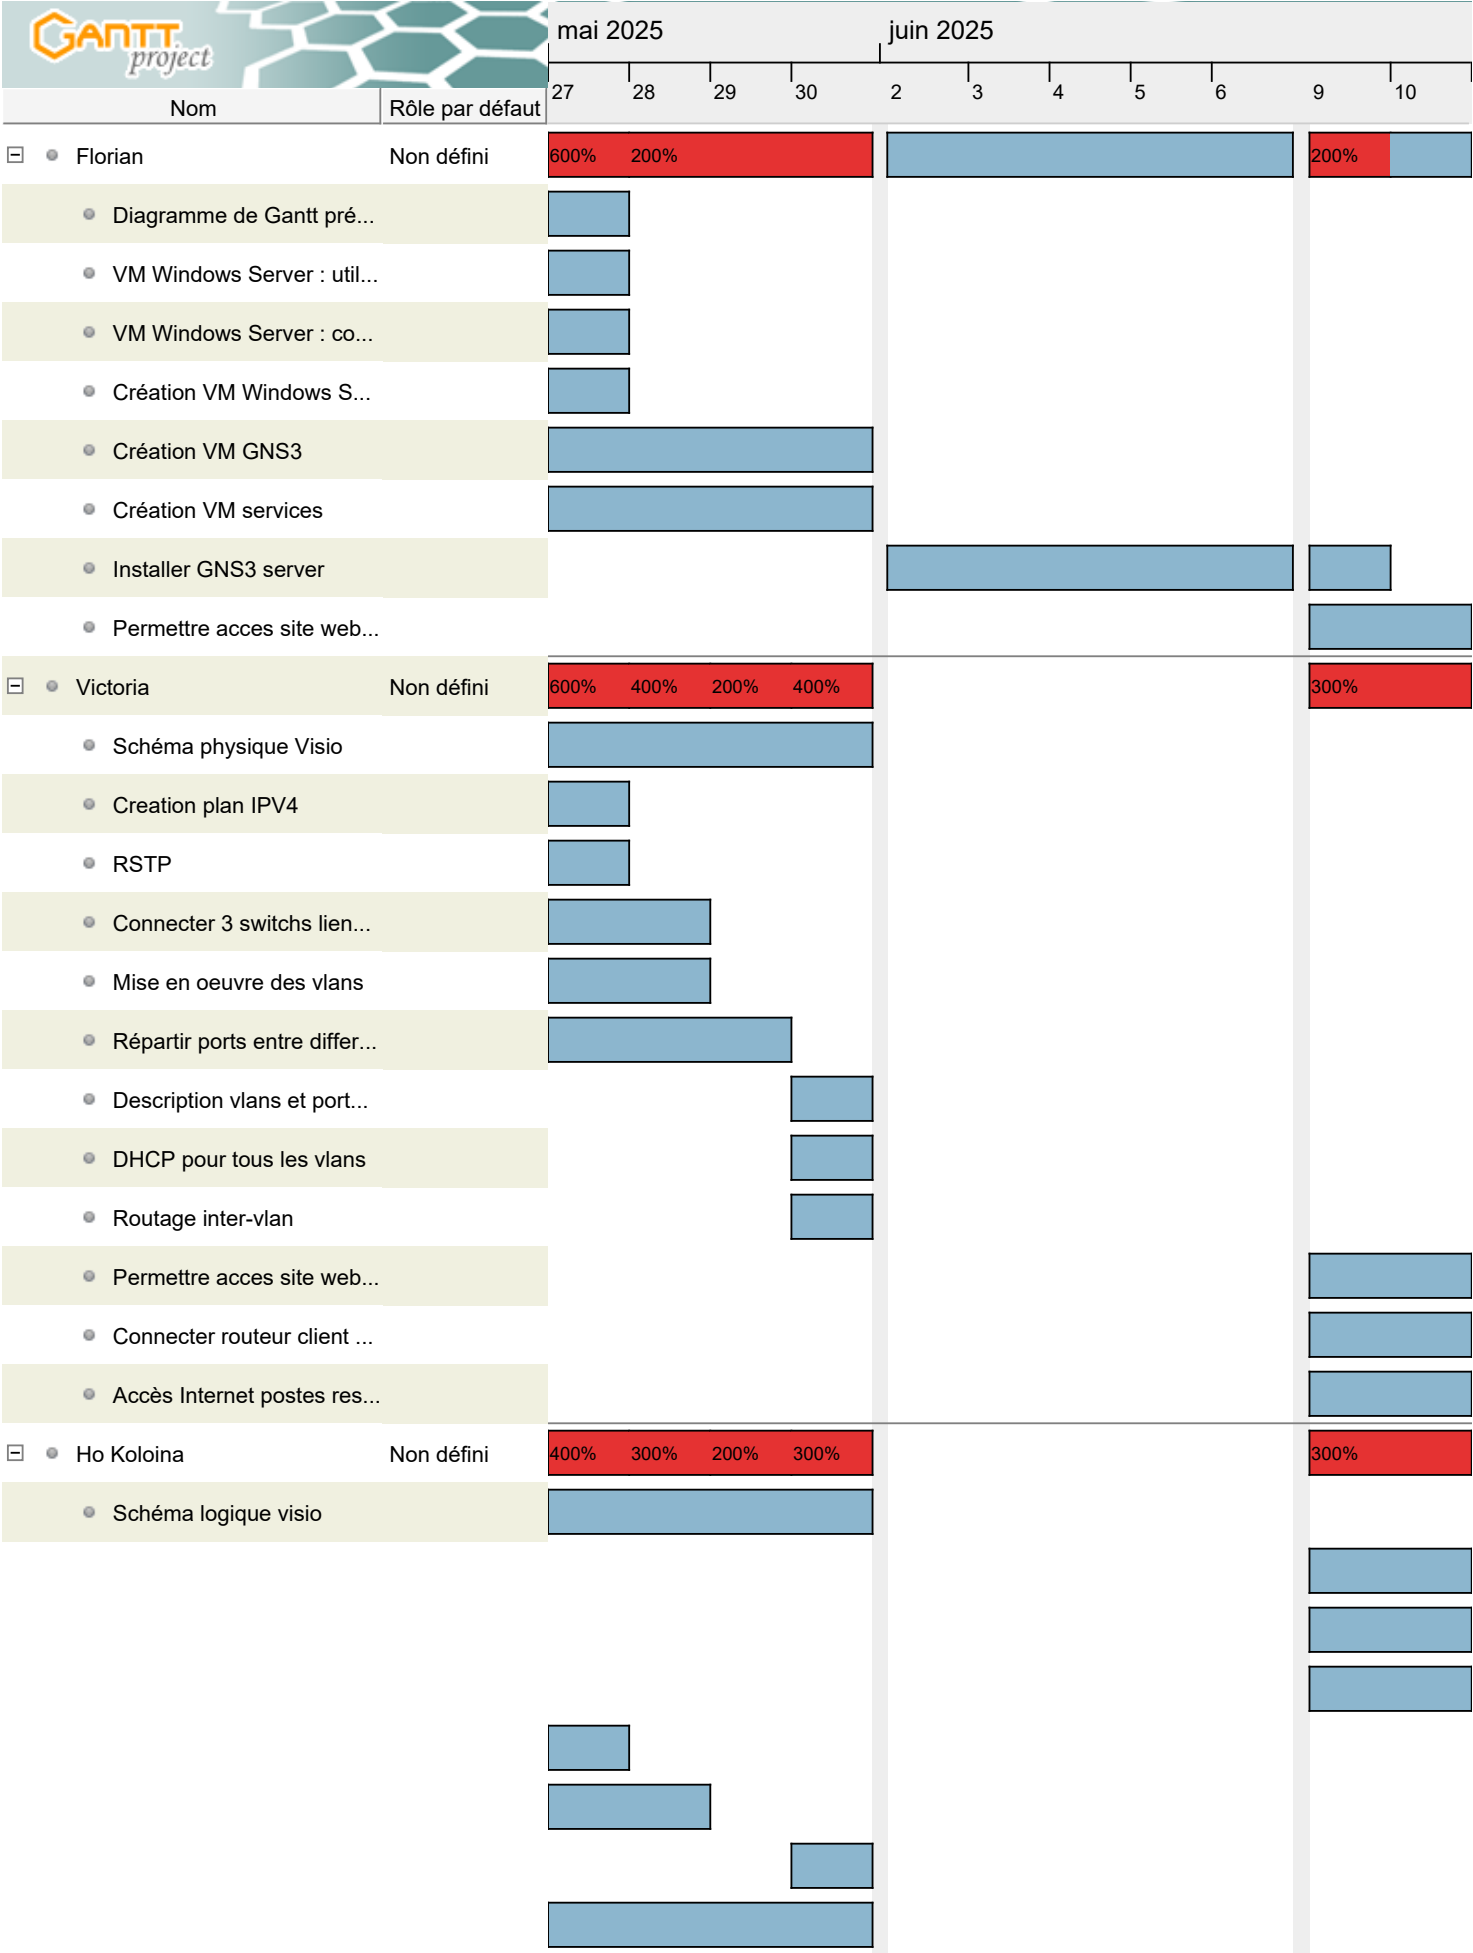 GANTT
project
mai 2025
juin 2025
27 28 29 30 2 3 4 5 6 9 10
Nom Rôle par défaut
Florian Non défini 600% 200% 200%
Diagramme de Gantt pré...
VM Windows Server : util...
VM Windows Server : co...
Création VM Windows S...
Création VM GNS3
Création VM services
Installer GNS3 server
Permettre acces site web...
Victoria Non défini 600% 400% 200% 400% 300%
Schéma physique Visio
Creation plan IPV4
RSTP
Connecter 3 switchs lien...
Mise en oeuvre des vlans
Répartir ports entre differ...
Description vlans et port...
DHCP pour tous les vlans
Routage inter-vlan
Permettre acces site web...
Connecter routeur client ...
Accès Internet postes res...
Ho Koloina Non défini 400% 300% 200% 300% 300%
Schéma logique visio